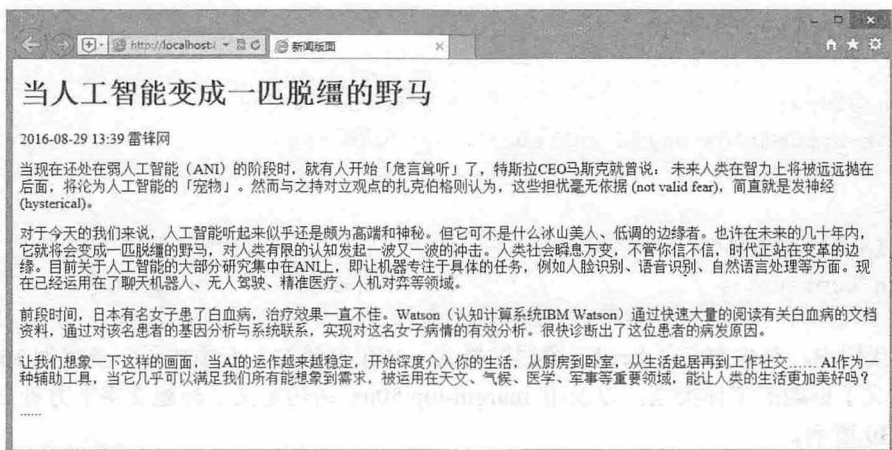 http://localhost:
新闻版面
当人工智能变成一匹脱缰的野马
2016-08-29 13:39 雷锋网
当现在还处在弱人工智能（ANI）的阶段时，就有人开始「危言耸听」了，特斯拉CEO马斯克就曾说： 未来人类在智力上将被远远抛在
后面，将沦为人工智能的「宠物」。然而与之持对立观点的扎克伯格则认为，这些担忧毫无依据 (not valid fear)，简直就是发神经
(hysterical)。
对于今天的我们来说，人工智能听起来似乎还是颇为高端和神秘。但它可不是什么冰山美人、低调的边缘者。也许在未来的几十年内，
它就将会变成一匹脱缰的野马，对人类有限的认知发起一波又一波的冲击。人类社会瞬息万变，不管你信不信，时代正站在变革的边
缘。目前关于人工智能的大部分研究集中在ANI上，即让机器专注于具体的任务，例如人脸识别、语音识别、自然语言处理等方面。现
在已经运用在了聊天机器人、无人驾驶、精准医疗、人机对弈等领域。
前段时间，日本有名女子患了白血病，治疗效果一直不佳。Watson（认知计算系统IBM Watson）通过快速大量的阅读有关白血病的文档
资料，通过对该名患者的基因分析与系统联系，实现对这名女子病情的有效分析。很快诊断出了这位患者的病发原因。
让我们想象一下这样的画面，当AI的运作越来越稳定，开始深度介入你的生活，从厨房到卧室，从生活起居再到工作社交…… AI作为一
种辅助工具，当它几乎可以满足我们所有能想象到需求，被运用在天文、气候、医学、军事等重要领域，能让人类的生活更加美好吗？
......